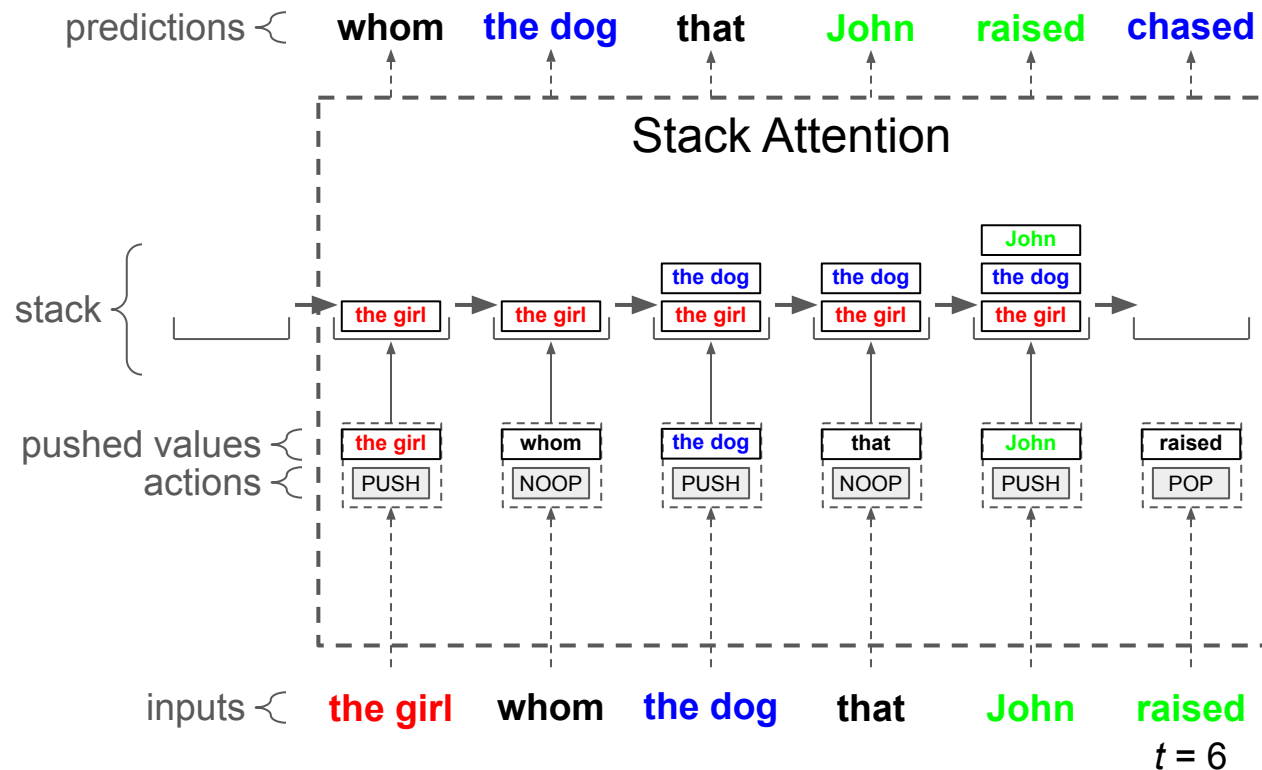 predictions whom the dog that John raised chased
Stack Attention
John
the dog the dog the dog
stack the girl the girl the girl the girl the girl
pushed values the girl whom the dog that John raised
actions PUSH NOOP PUSH NOOP PUSH POP
inputs the girl whom the dog that John raised
t = 6